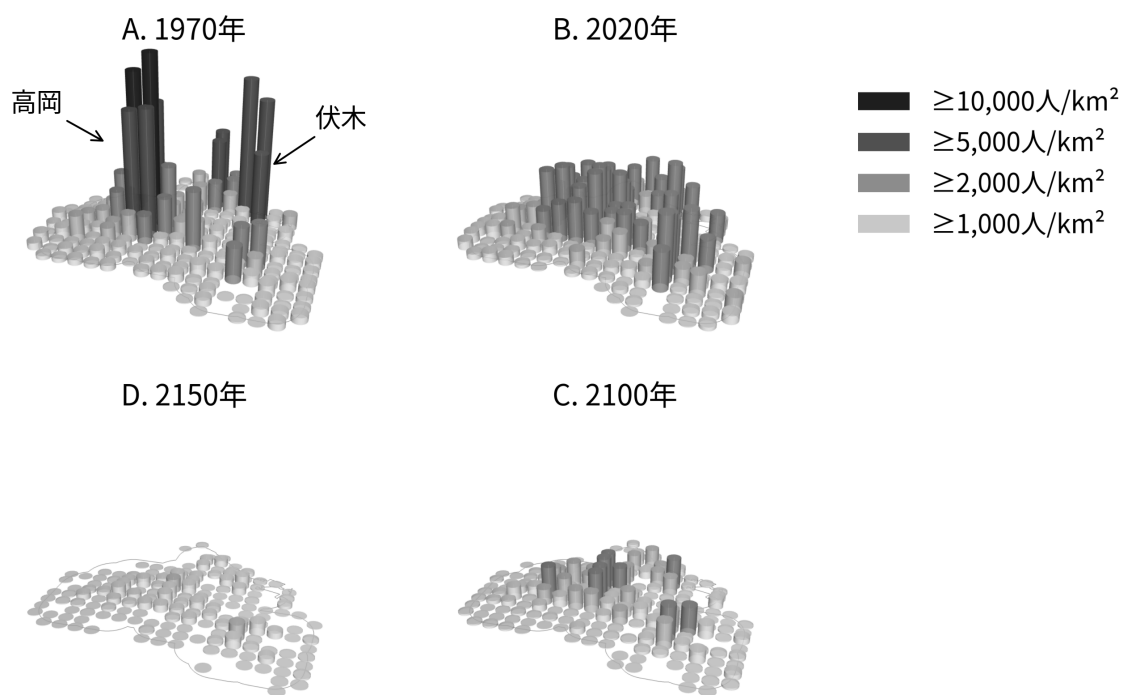 A. 1970年
B. 2020年
高岡
伏木
≥10,000人/km²
≥5,000人/km²
≥2,000人/km²
≥1,000人/km²
D. 2150年
C. 2100年